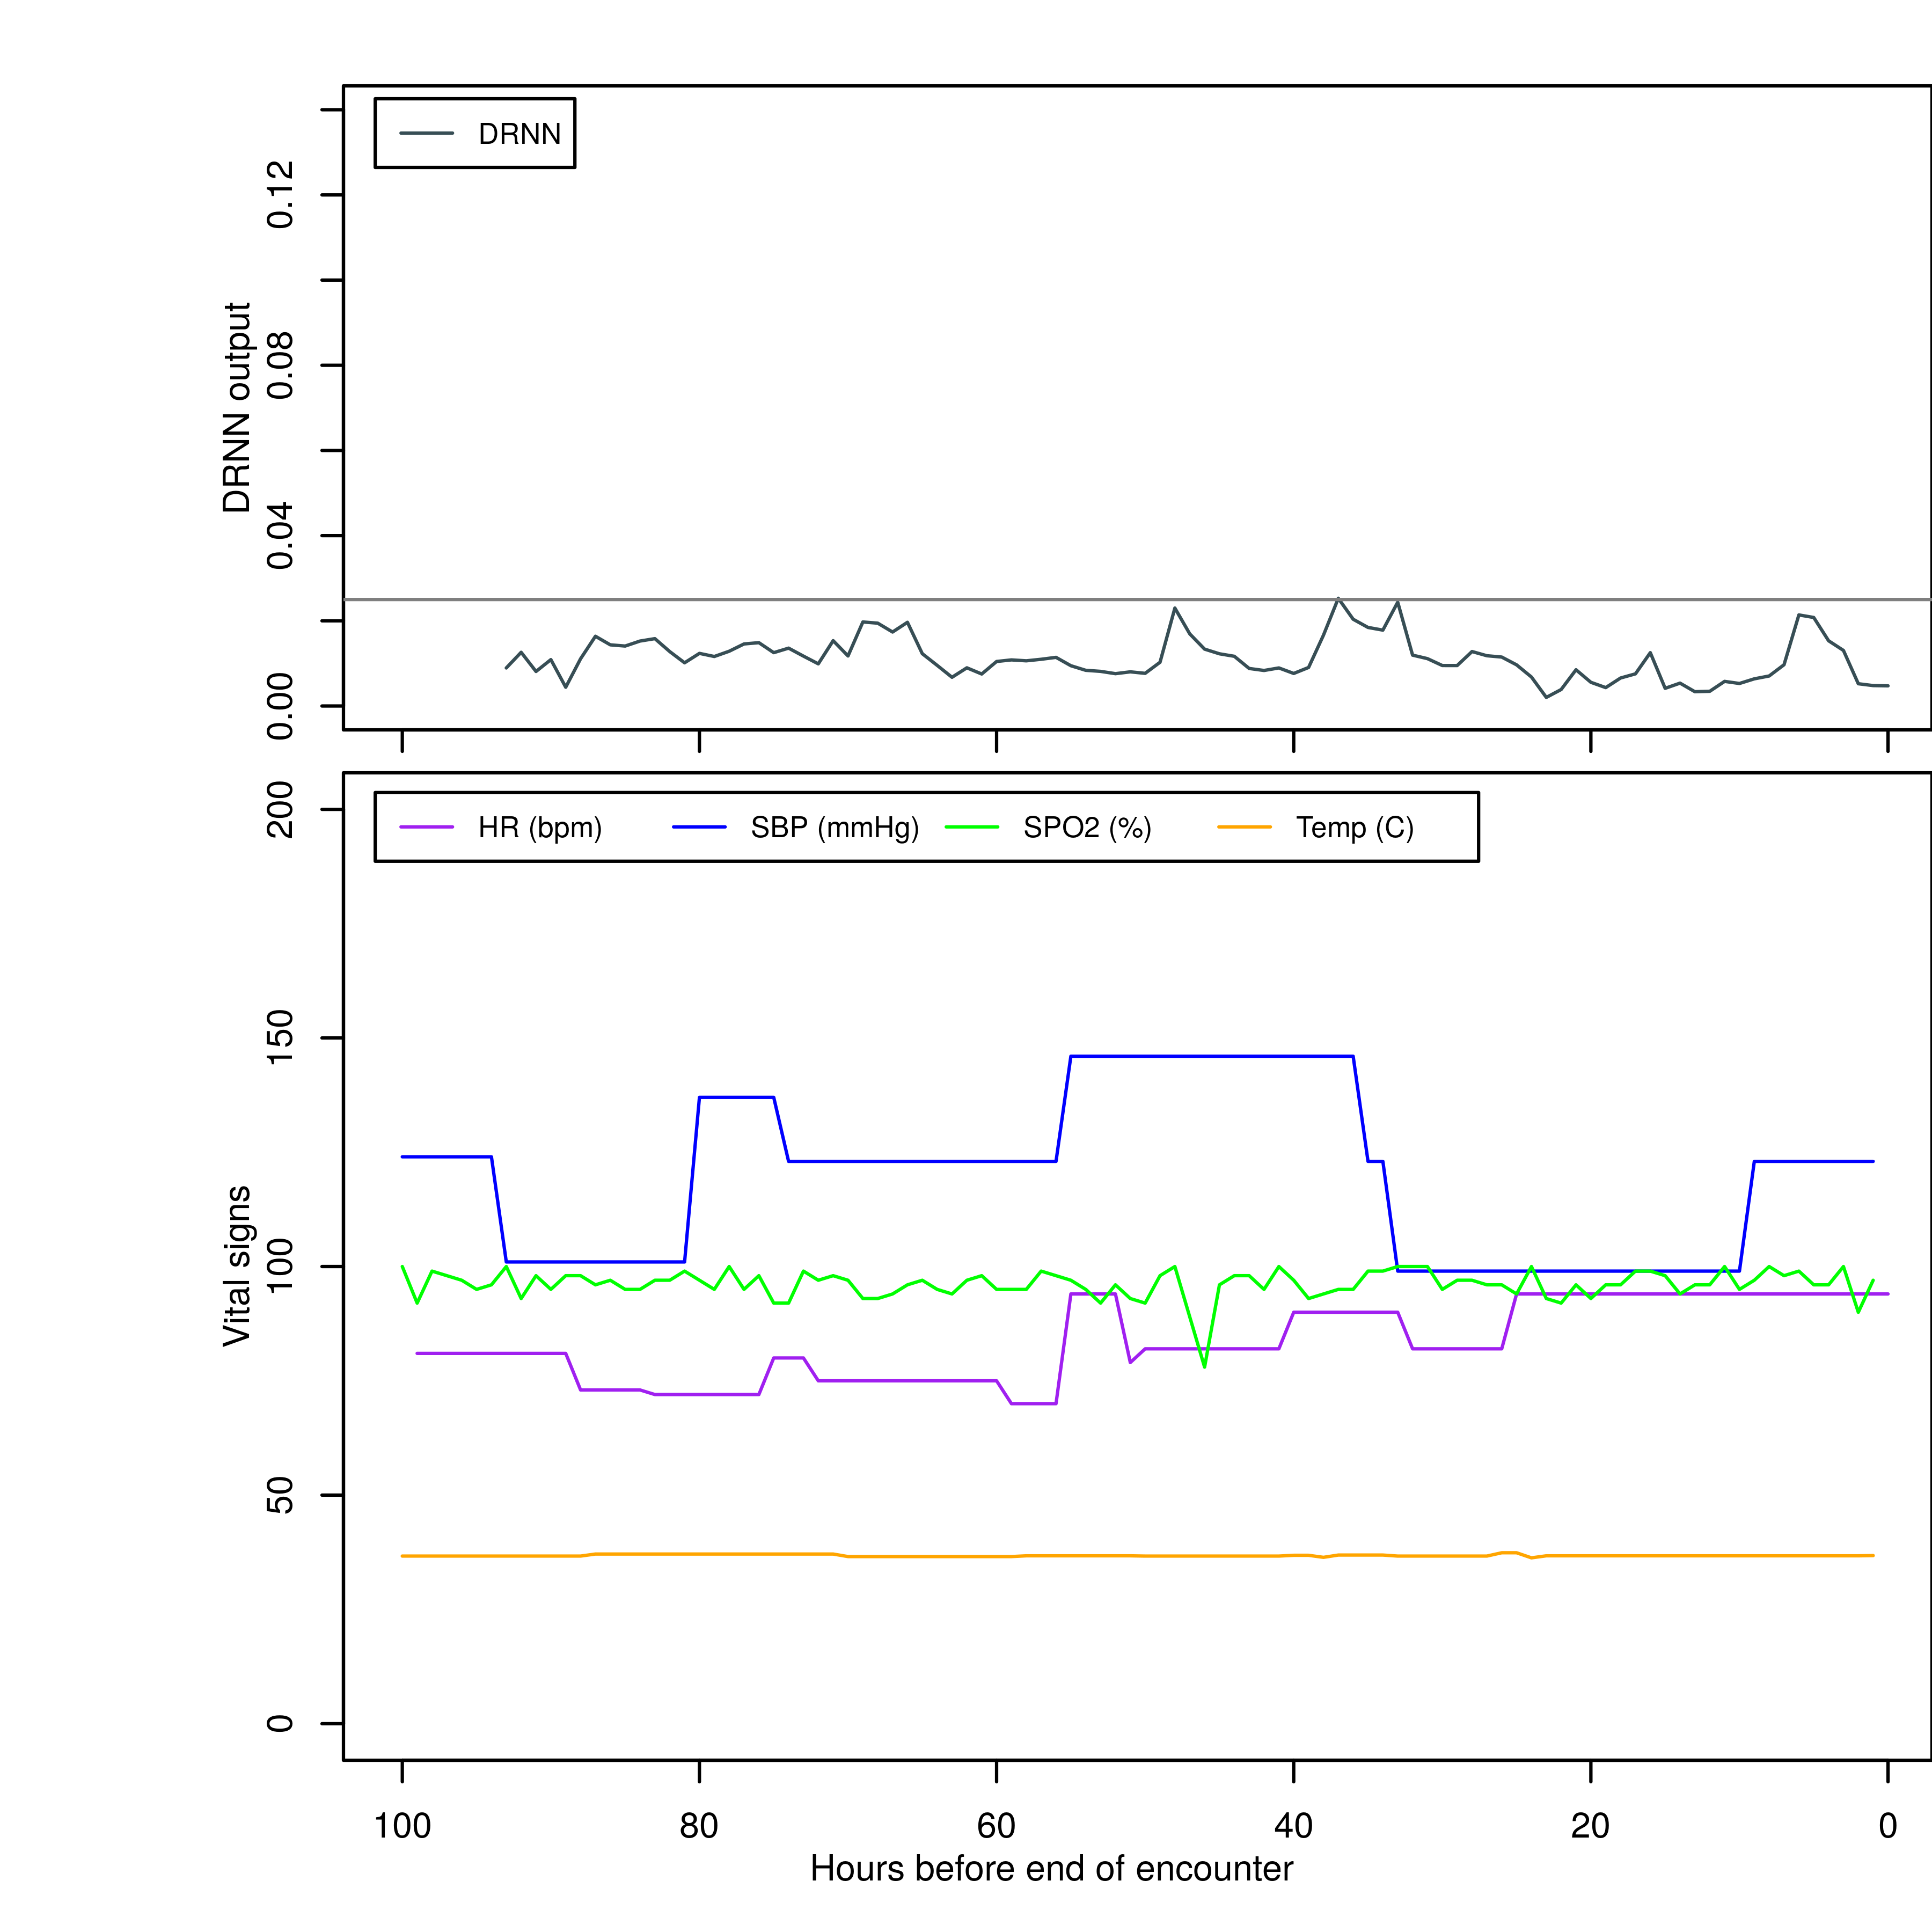 DRNN
DRNN output
0.12
0.08
0.04
0.00
HR (bpm) SBP (mmHg) SPO2 (%) Temp (C)
Vital signs
200
150
100
50
0
100 80 60 40 20 0
Hours before end of encounter